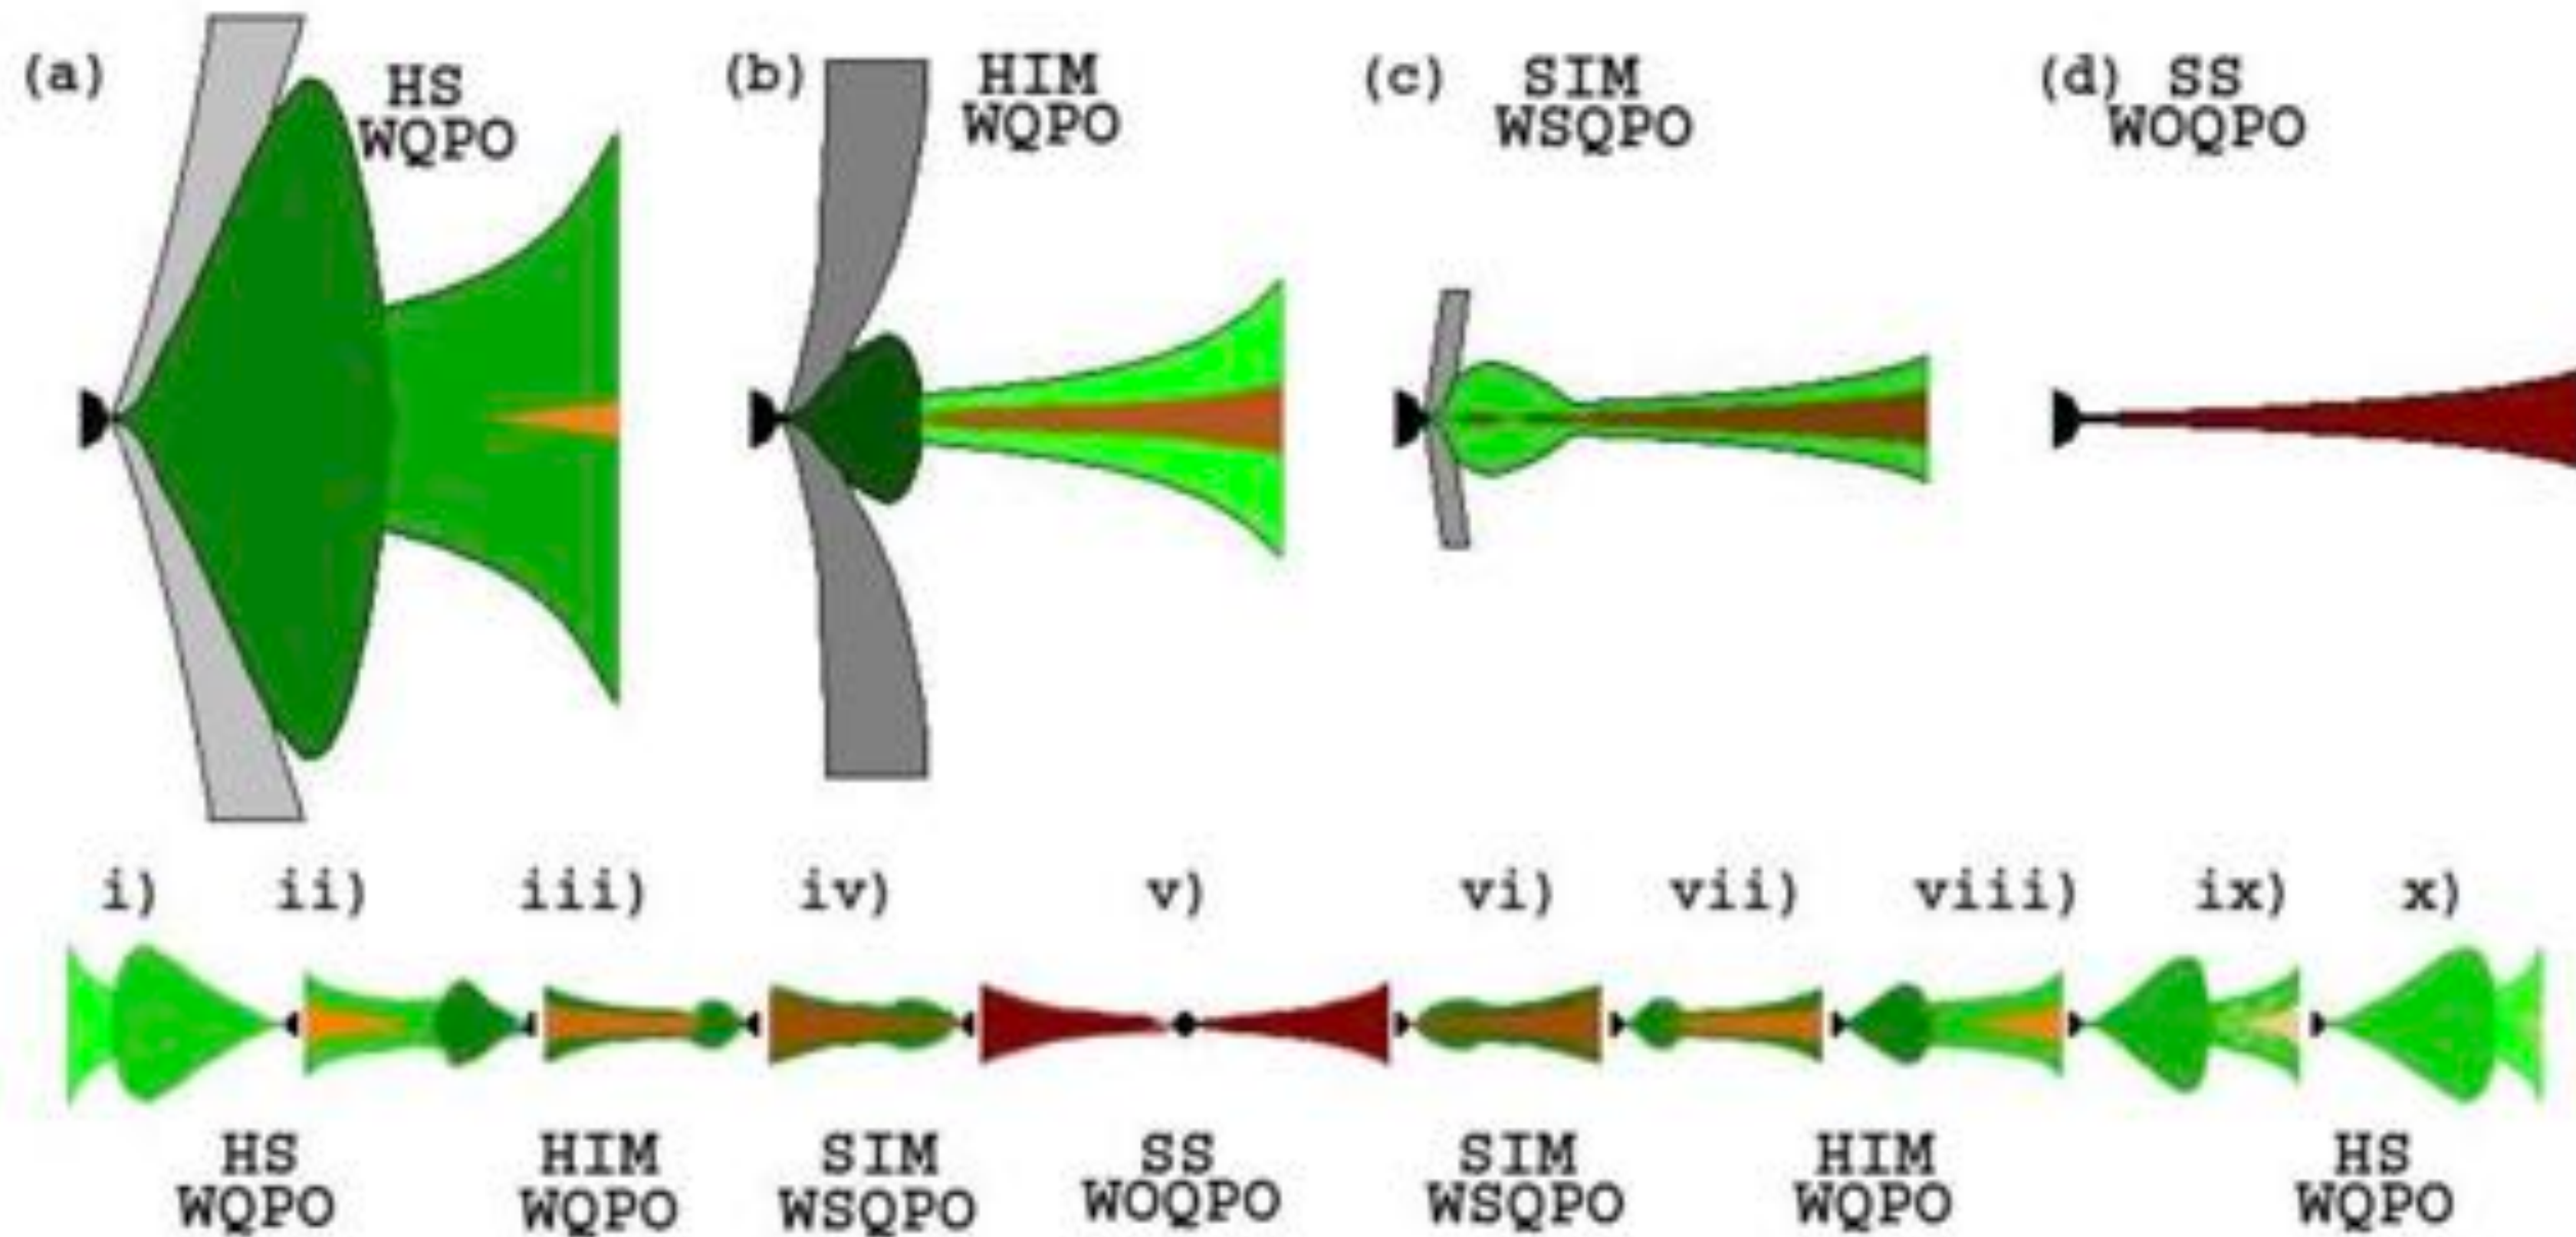 (a) HS
WQPO
(b) HIM
WQPO
(c) SIM
WSQPO
(d) SS
WOQPO
i) ii) iii) iv) v) vi) vii) viii) ix) x)
HS HIM SIM SS SIM HIM HS
WQPO WQPO WSQPO WOQPO WSQPO WQPO WQPO